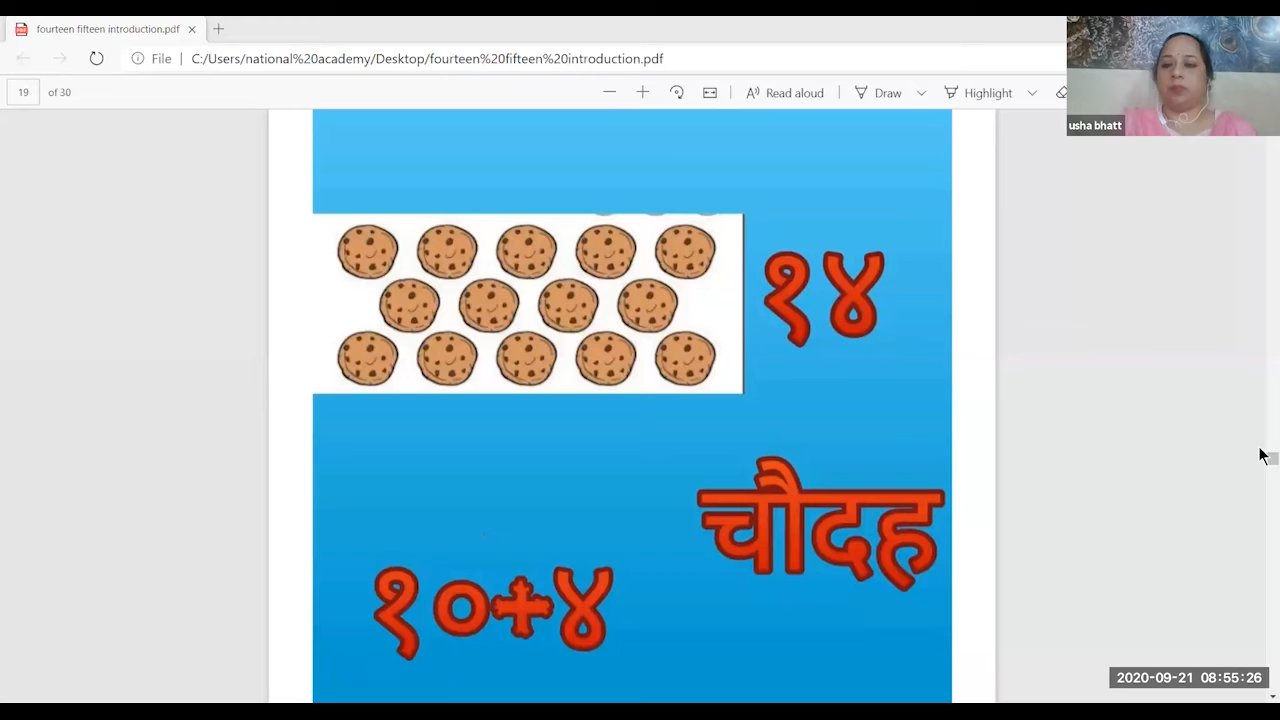 fourteen fifteen introduction.pdf
File | C:/Users/national%20academy/Desktop/fourteen%20fifteen%20introduction.pdf
19 of 30
Read aloud
Draw
Highlight
usha bhatt
१४
चौदह
१०+४
2020-09-21 08:55:26